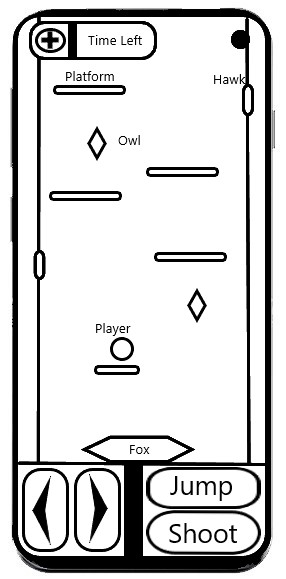 Time Left
Platform
Hawk
Owl
Player
Fox
Jump
Shoot